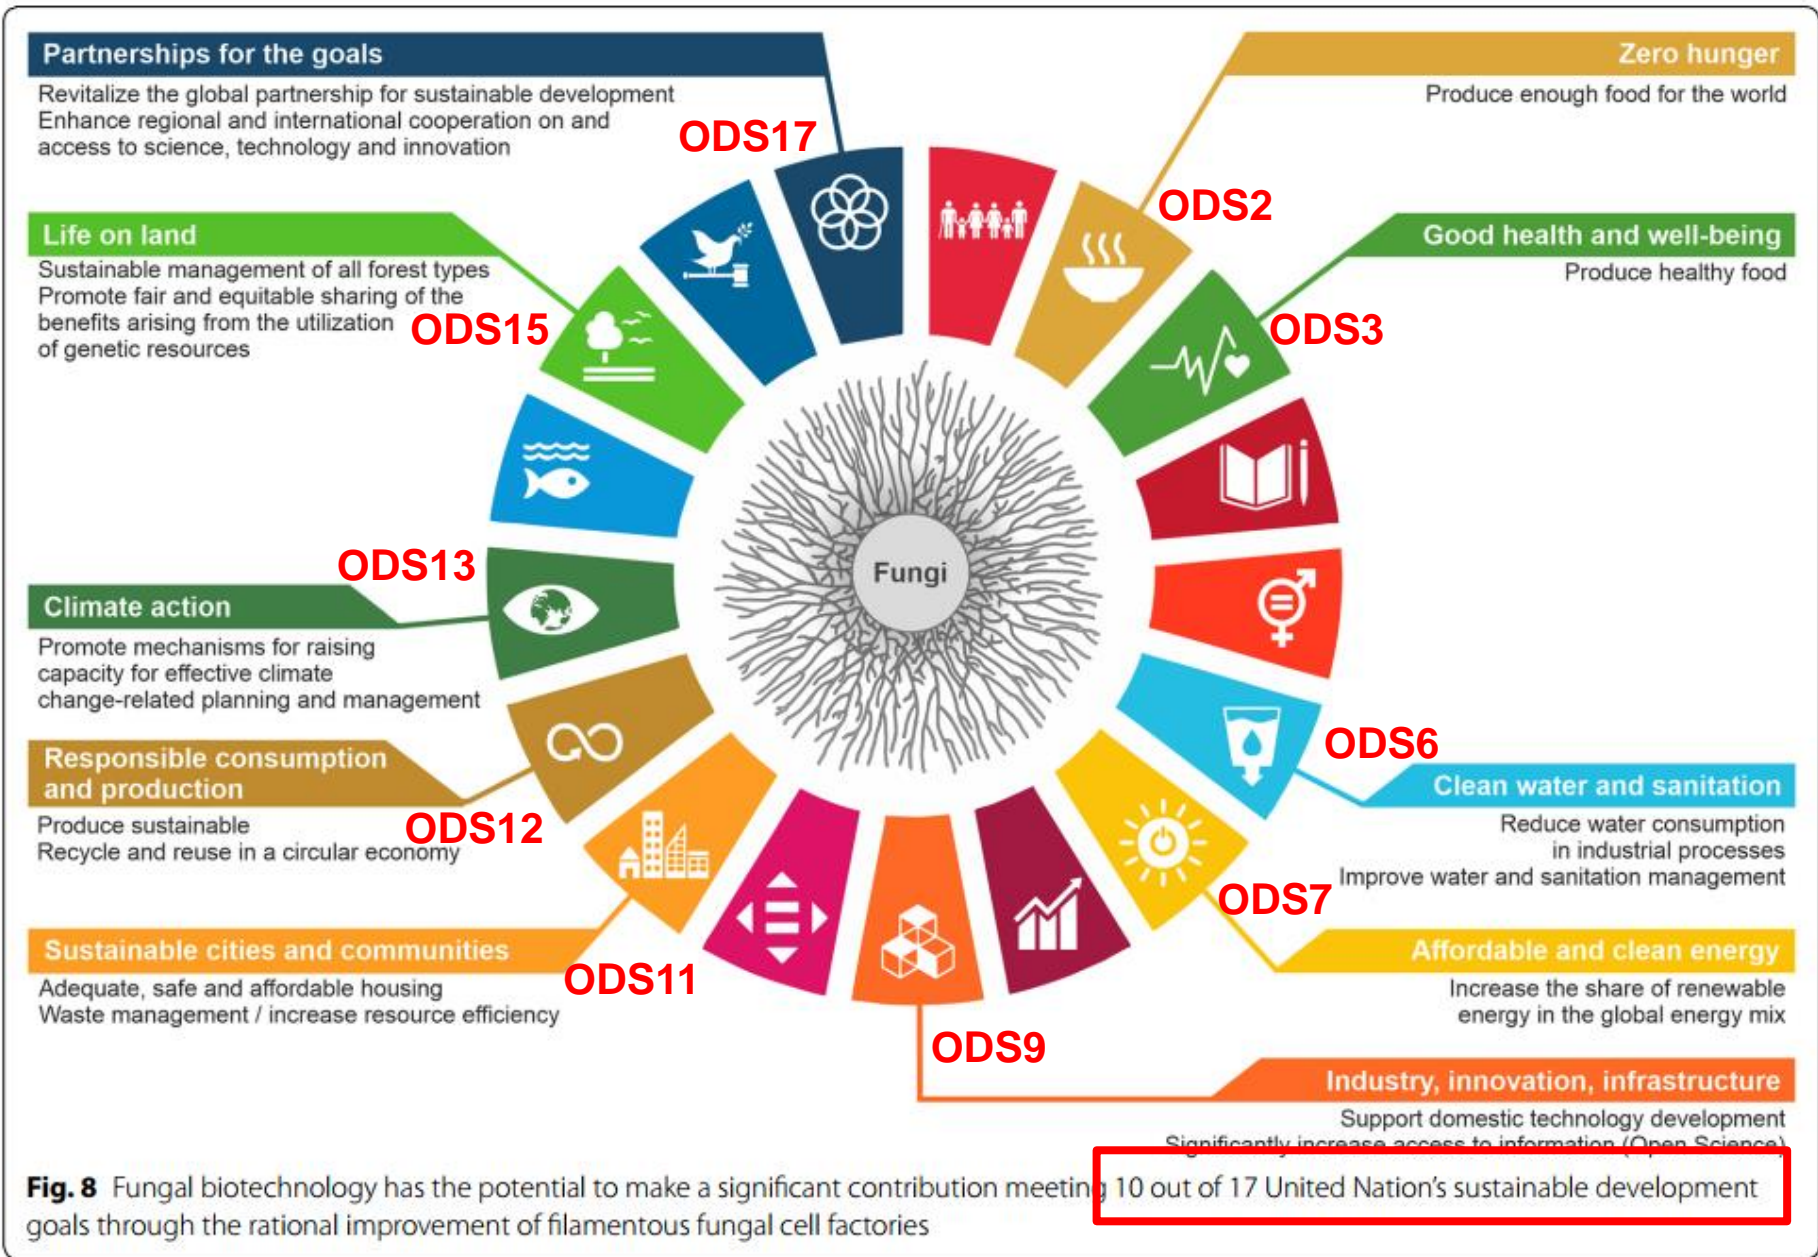 Partnerships for the goals
Revitalize the global partnership for sustainable development
Enhance regional and international cooperation on and
access to science, technology and innovation
ODS17
Zero hunger
Produce enough food for the world
ODS2
Life on land
Sustainable management of all forest types
Promote fair and equitable sharing of the
benefits arising from the utilization
of genetic resources
ODS15
Good health and well-being
Produce healthy food
ODS3
Fungi
ODS13
Climate action
Promote mechanisms for raising
capacity for effective climate
change-related planning and management
Responsible consumption
and production
Produce sustainable
Recycle and reuse in a circular economy
ODS12
ODS6
Clean water and sanitation
Reduce water consumption
in industrial processes
Improve water and sanitation management
ODS7
Affordable and clean energy
Increase the share of renewable
energy in the global energy mix
Sustainable cities and communities
Adequate, safe and affordable housing
Waste management / increase resource efficiency
ODS11
ODS9
Industry, innovation, infrastructure
Support domestic technology development
Significantly increase access to information (Open Science)
Fig. 8 Fungal biotechnology has the potential to make a significant contribution meeting 10 out of 17 United Nation's sustainable development
goals through the rational improvement of filamentous fungal cell factories